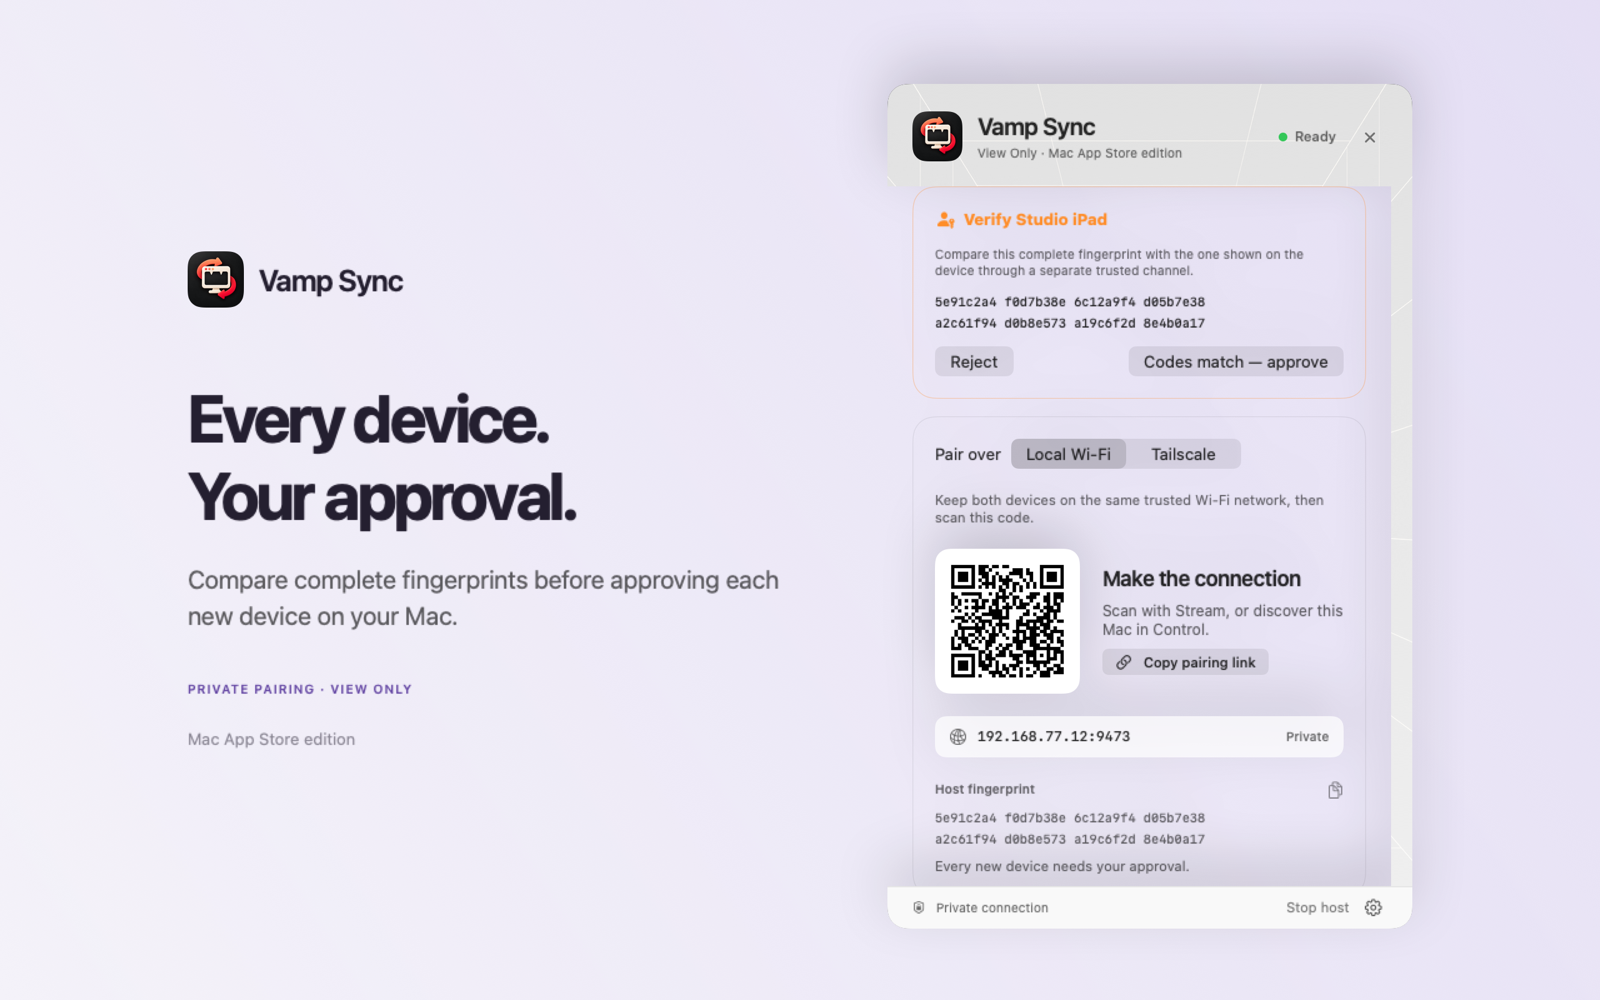 Vamp Sync
Every device.
Your approval.
Compare complete fingerprints before approving each
new device on your Mac.
PRIVATE PAIRING · VIEW ONLY
Mac App Store edition
Vamp Sync
View Only · Mac App Store edition
Ready
Verify Studio iPad
Compare this complete fingerprint with the one shown on the
device through a separate trusted channel.
5e91c2a4 f0d7b38e 6c12a9f4 d05b7e38
a2c61f94 d0b8e573 a19c6f2d 8e4b0a17
Reject
Codes match — approve
Pair over
Local Wi-Fi
Tailscale
Keep both devices on the same trusted Wi-Fi network, then
scan this code.
Make the connection
Scan with Stream, or discover this
Mac in Control.
Copy pairing link
192.168.77.12:9473
Private
Host fingerprint
5e91c2a4 f0d7b38e 6c12a9f4 d05b7e38
a2c61f94 d0b8e573 a19c6f2d 8e4b0a17
Every new device needs your approval.
Private connection
Stop host